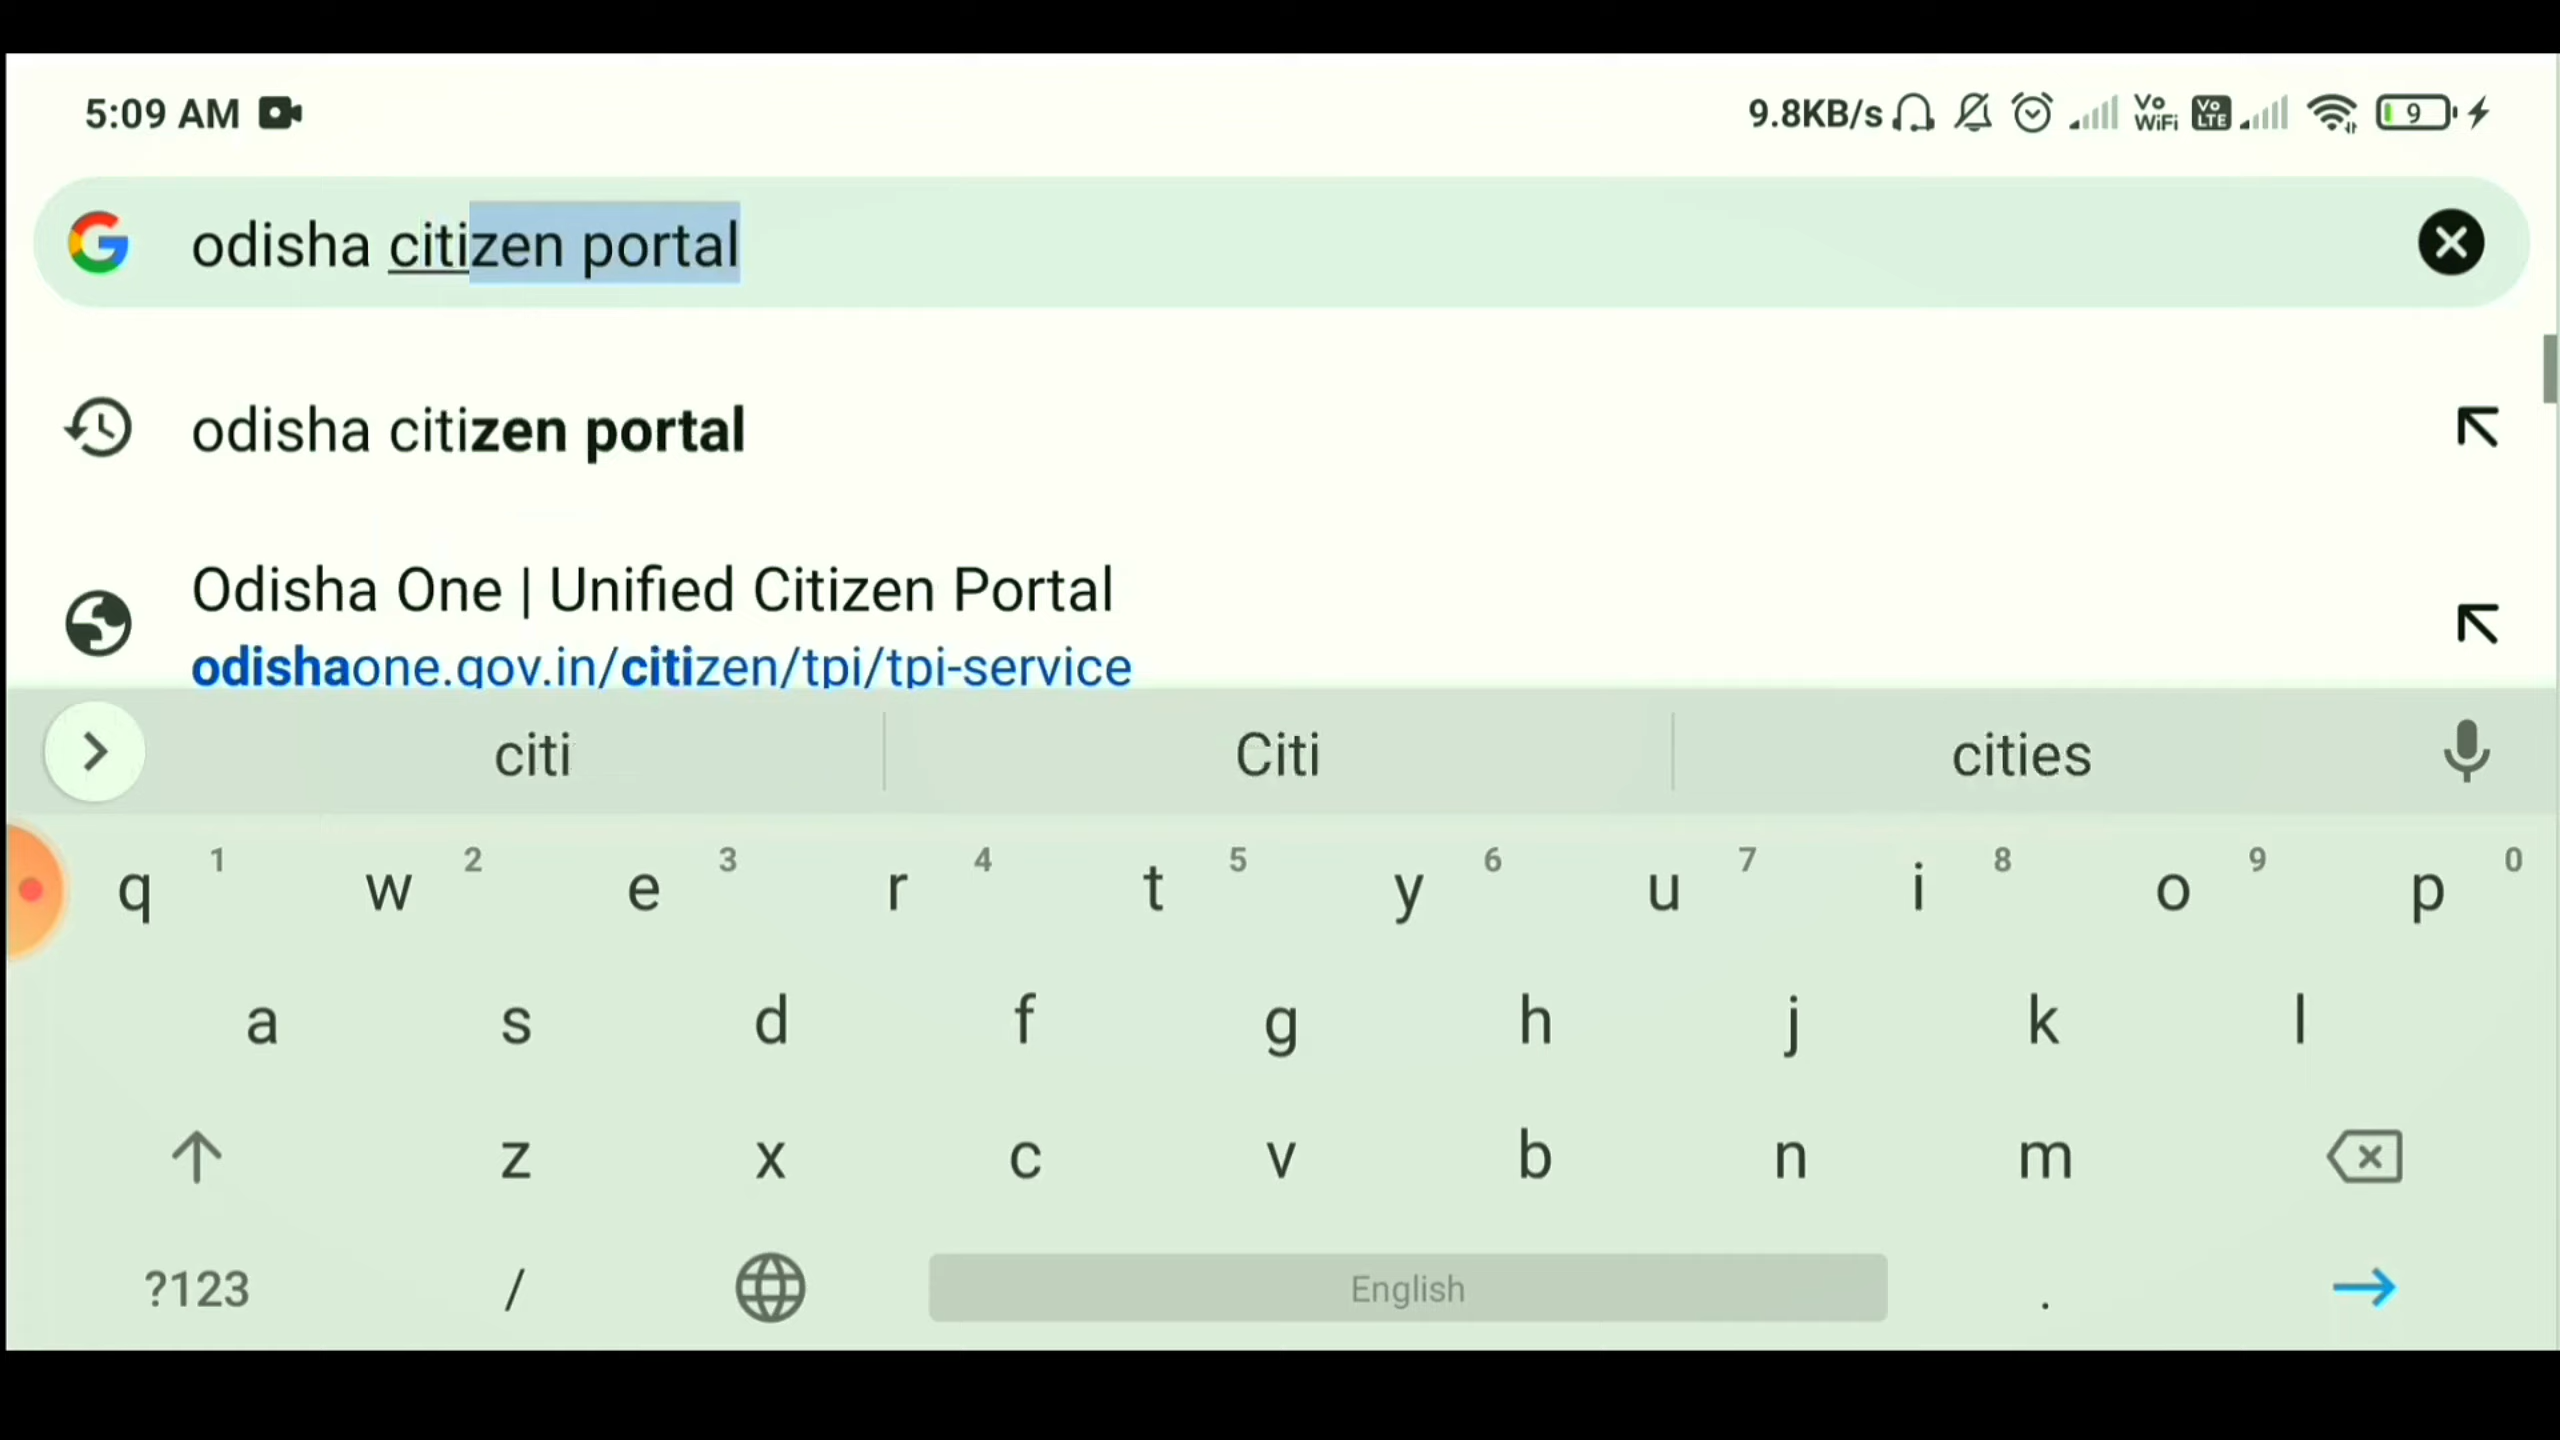 5:09 AM 9.8KB/s Vo WiFi Vo LTE 9
odisha citizen portal
odisha citizen portal
Odisha One | Unified Citizen Portal
odishaone.gov.in/citizen/tpi/tpi-service
citi Citi cities
q 1 w 2 e 3 r 4 t 5 y 6 u 7 i 8 o 9 p 0
a s d f g h j k l
z x c v b n m
?123 / English .